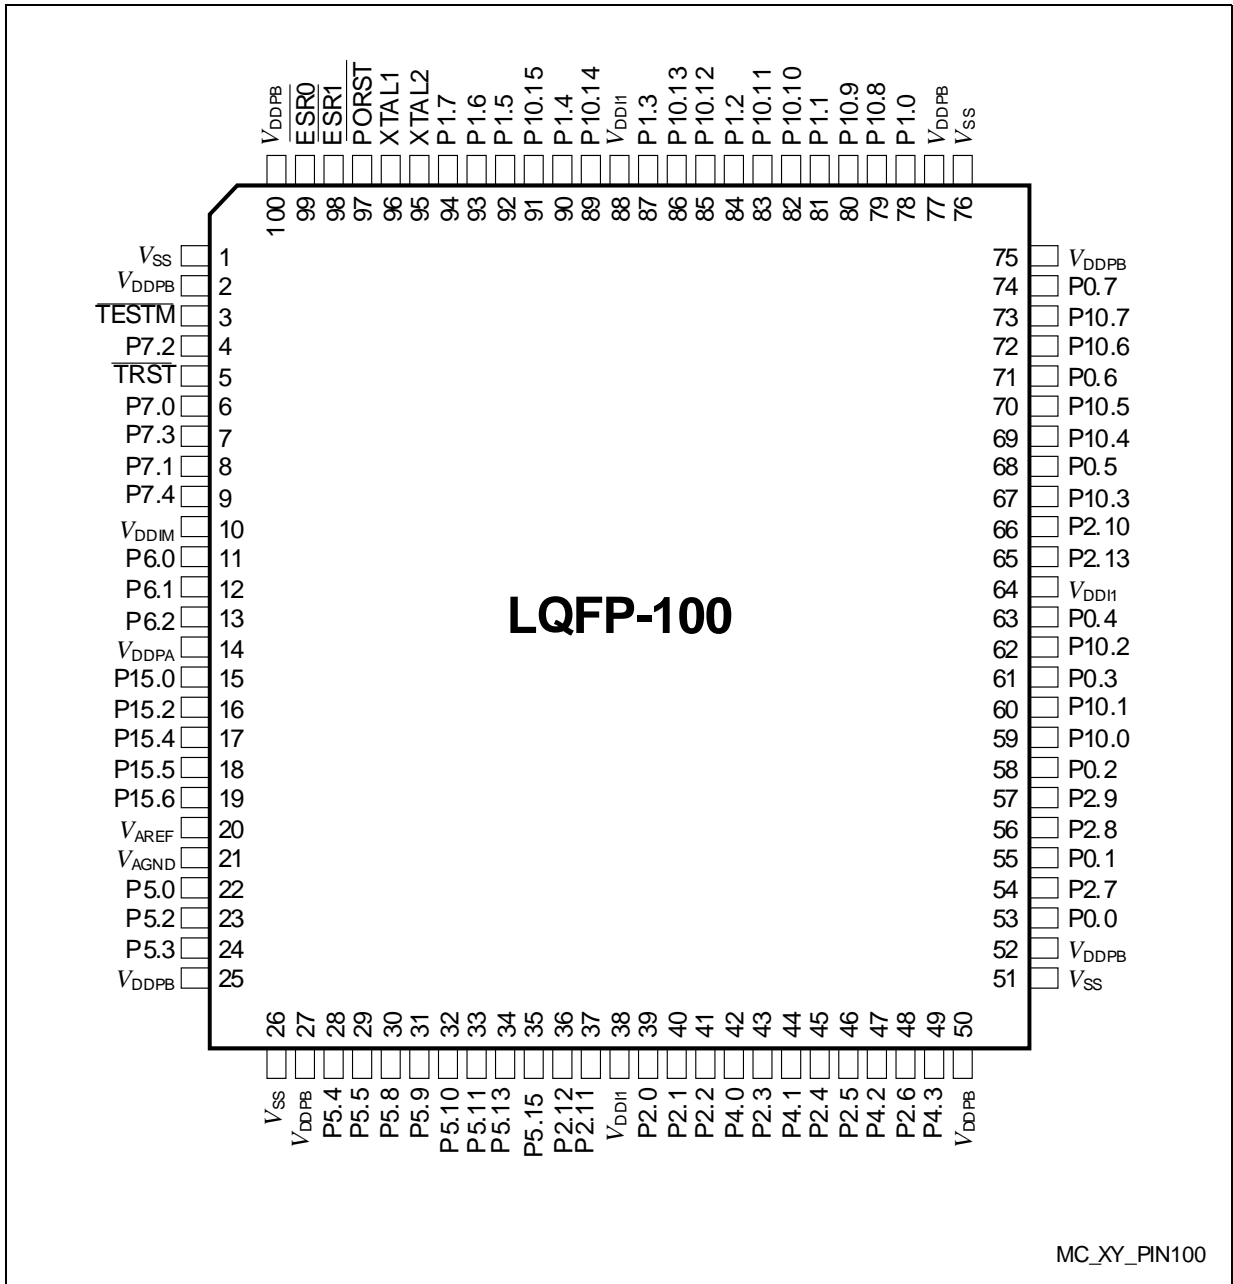 VDDPB
ESR0
ESR1
PORST
XTAL1
XTAL2
P1.7
P1.6
P1.5
P10.15
P1.4
P10.14
VDDI1
P1.3
P10.13
P10.12
P1.2
P10.11
P10.10
P1.1
P10.9
P10.8
P1.0
VDDPB
VSS
100 99 98 97 96 95 94 93 92 91 90 89 88 87 86 85 84 83 82 81 80 79 78 77 76
VSS 1
VDDPB 2
TESTM 3
P7.2 4
TRST 5
P7.0 6
P7.3 7
P7.1 8
P7.4 9
VDDIM 10
P6.0 11
P6.1 12
P6.2 13
VDDPA 14
P15.0 15
P15.2 16
P15.4 17
P15.5 18
P15.6 19
VAREF 20
VAGND 21
P5.0 22
P5.2 23
P5.3 24
VDDPB 25
LQFP-100
75 VDDPB
74 P0.7
73 P10.7
72 P10.6
71 P0.6
70 P10.5
69 P10.4
68 P0.5
67 P10.3
66 P2.10
65 P2.13
64 VDDI1
63 P0.4
62 P10.2
61 P0.3
60 P10.1
59 P10.0
58 P0.2
57 P2.9
56 P2.8
55 P0.1
54 P2.7
53 P0.0
52 VDDPB
51 VSS
26 27 28 29 30 31 32 33 34 35 36 37 38 39 40 41 42 43 44 45 46 47 48 49 50
VSS
VDDPB
P5.4
P5.5
P5.8
P5.9
P5.10
P5.11
P5.13
P5.15
P2.12
P2.11
VDDI1
P2.0
P2.1
P2.2
P4.0
P2.3
P4.1
P2.4
P2.5
P4.2
P2.6
P4.3
VDDPB
MC_XY_PIN100